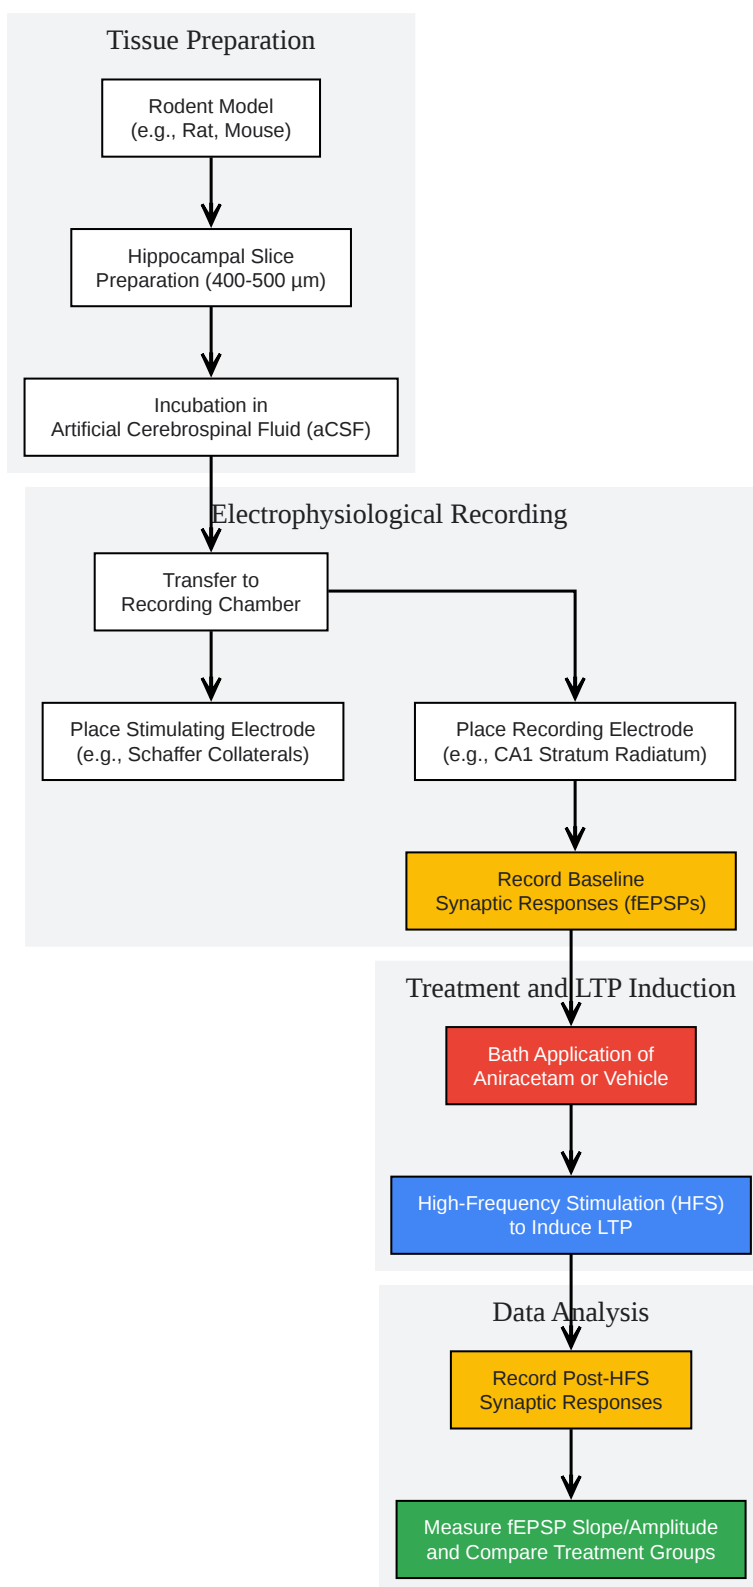 Tissue Preparation
Rodent Model
(e.g., Rat, Mouse)
Hippocampal Slice
Preparation (400-500 µm)
Incubation in
Artificial Cerebrospinal Fluid (aCSF)
Electrophysiological Recording
Transfer to
Recording Chamber
Place Stimulating Electrode
(e.g., Schaffer Collaterals)
Place Recording Electrode
(e.g., CA1 Stratum Radiatum)
Record Baseline
Synaptic Responses (fEPSPs)
Treatment and LTP Induction
Bath Application of
Aniracetam or Vehicle
High-Frequency Stimulation (HFS)
to Induce LTP
Data Analysis
Record Post-HFS
Synaptic Responses
Measure fEPSP Slope/Amplitude
and Compare Treatment Groups